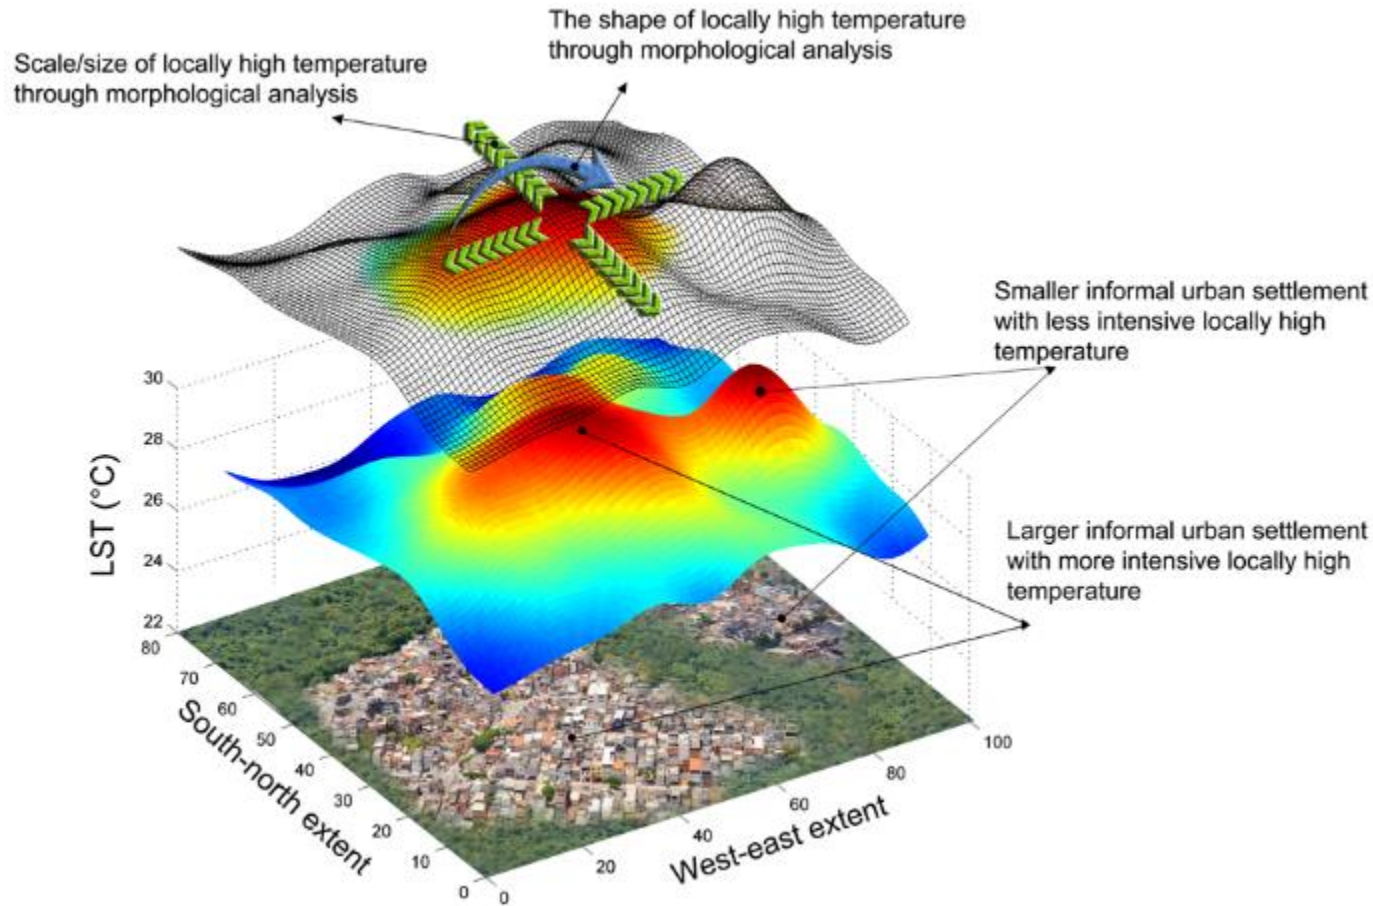 The shape of locally high temperature
through morphological analysis
Scale/size of locally high temperature
through morphological analysis
Smaller informal urban settlement
with less intensive locally high
temperature
Larger informal urban settlement
with more intensive locally high
temperature
LST (°C)
30
28
26
24
22
South-north extent
80
70
60
50
40
30
20
10
0
West-east extent
0
20
40
60
80
100